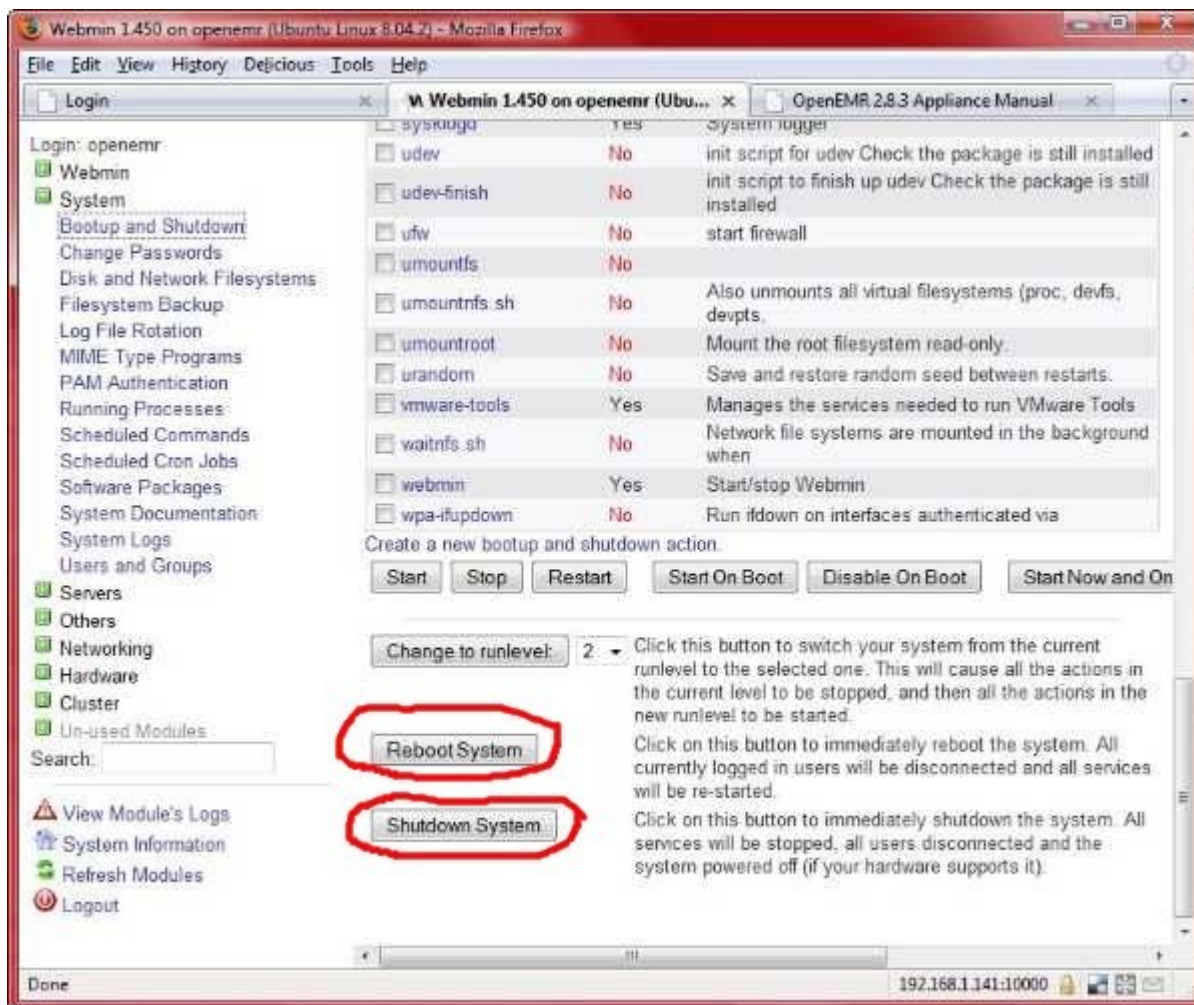 Webmin 1.450 on openemr (Ubuntu Linux 8.04.2) - Mozilla Firefox
File Edit View History Delicious Tools Help
Login
Webmin 1.450 on openemr (Ubu...
OpenEMR 2.8.3 Appliance Manual
Login: openemr
Webmin
System
Bootup and Shutdown
Change Passwords
Disk and Network Filesystems
Filesystem Backup
Log File Rotation
MIME Type Programs
PAM Authentication
Running Processes
Scheduled Commands
Scheduled Cron Jobs
Software Packages
System Documentation
System Logs
Users and Groups
Servers
Others
Networking
Hardware
Cluster
Un-used Modules
Search:
View Module's Logs
System Information
Refresh Modules
Logout
sysklogd Yes System logger
udev No init script for udev Check the package is still installed
udev-finish No init script to finish up udev Check the package is still
installed
ufw No start firewall
umountfs No
umountnfs.sh No Also unmounts all virtual filesystems (proc, devfs,
devpts,
umountroot No Mount the root filesystem read-only.
urandom No Save and restore random seed between restarts.
vmware-tools Yes Manages the services needed to run VMware Tools
waitnfs.sh No Network file systems are mounted in the background
when
webmin Yes Start/stop Webmin
wpa-ifupdown No Run ifdown on interfaces authenticated via
Create a new bootup and shutdown action.
Start Stop Restart Start On Boot Disable On Boot Start Now and On
Change to runlevel: 2
Click this button to switch your system from the current
runlevel to the selected one. This will cause all the actions in
the current level to be stopped, and then all the actions in the
new runlevel to be started.
Reboot System
Click on this button to immediately reboot the system. All
currently logged in users will be disconnected and all services
will be re-started.
Shutdown System
Click on this button to immediately shutdown the system. All
services will be stopped, all users disconnected and the
system powered off (if your hardware supports it).
Done
192.168.1.141:10000